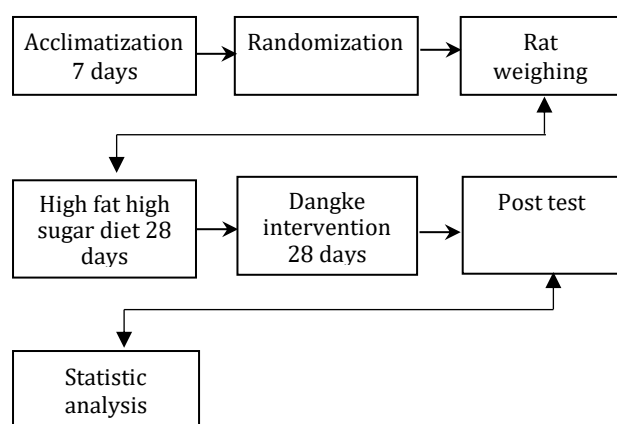 Acclimatization
7 days
Randomization
Rat
weighing
High fat high
sugar diet 28
days
Dangke
intervention
28 days
Post test
Statistic
analysis